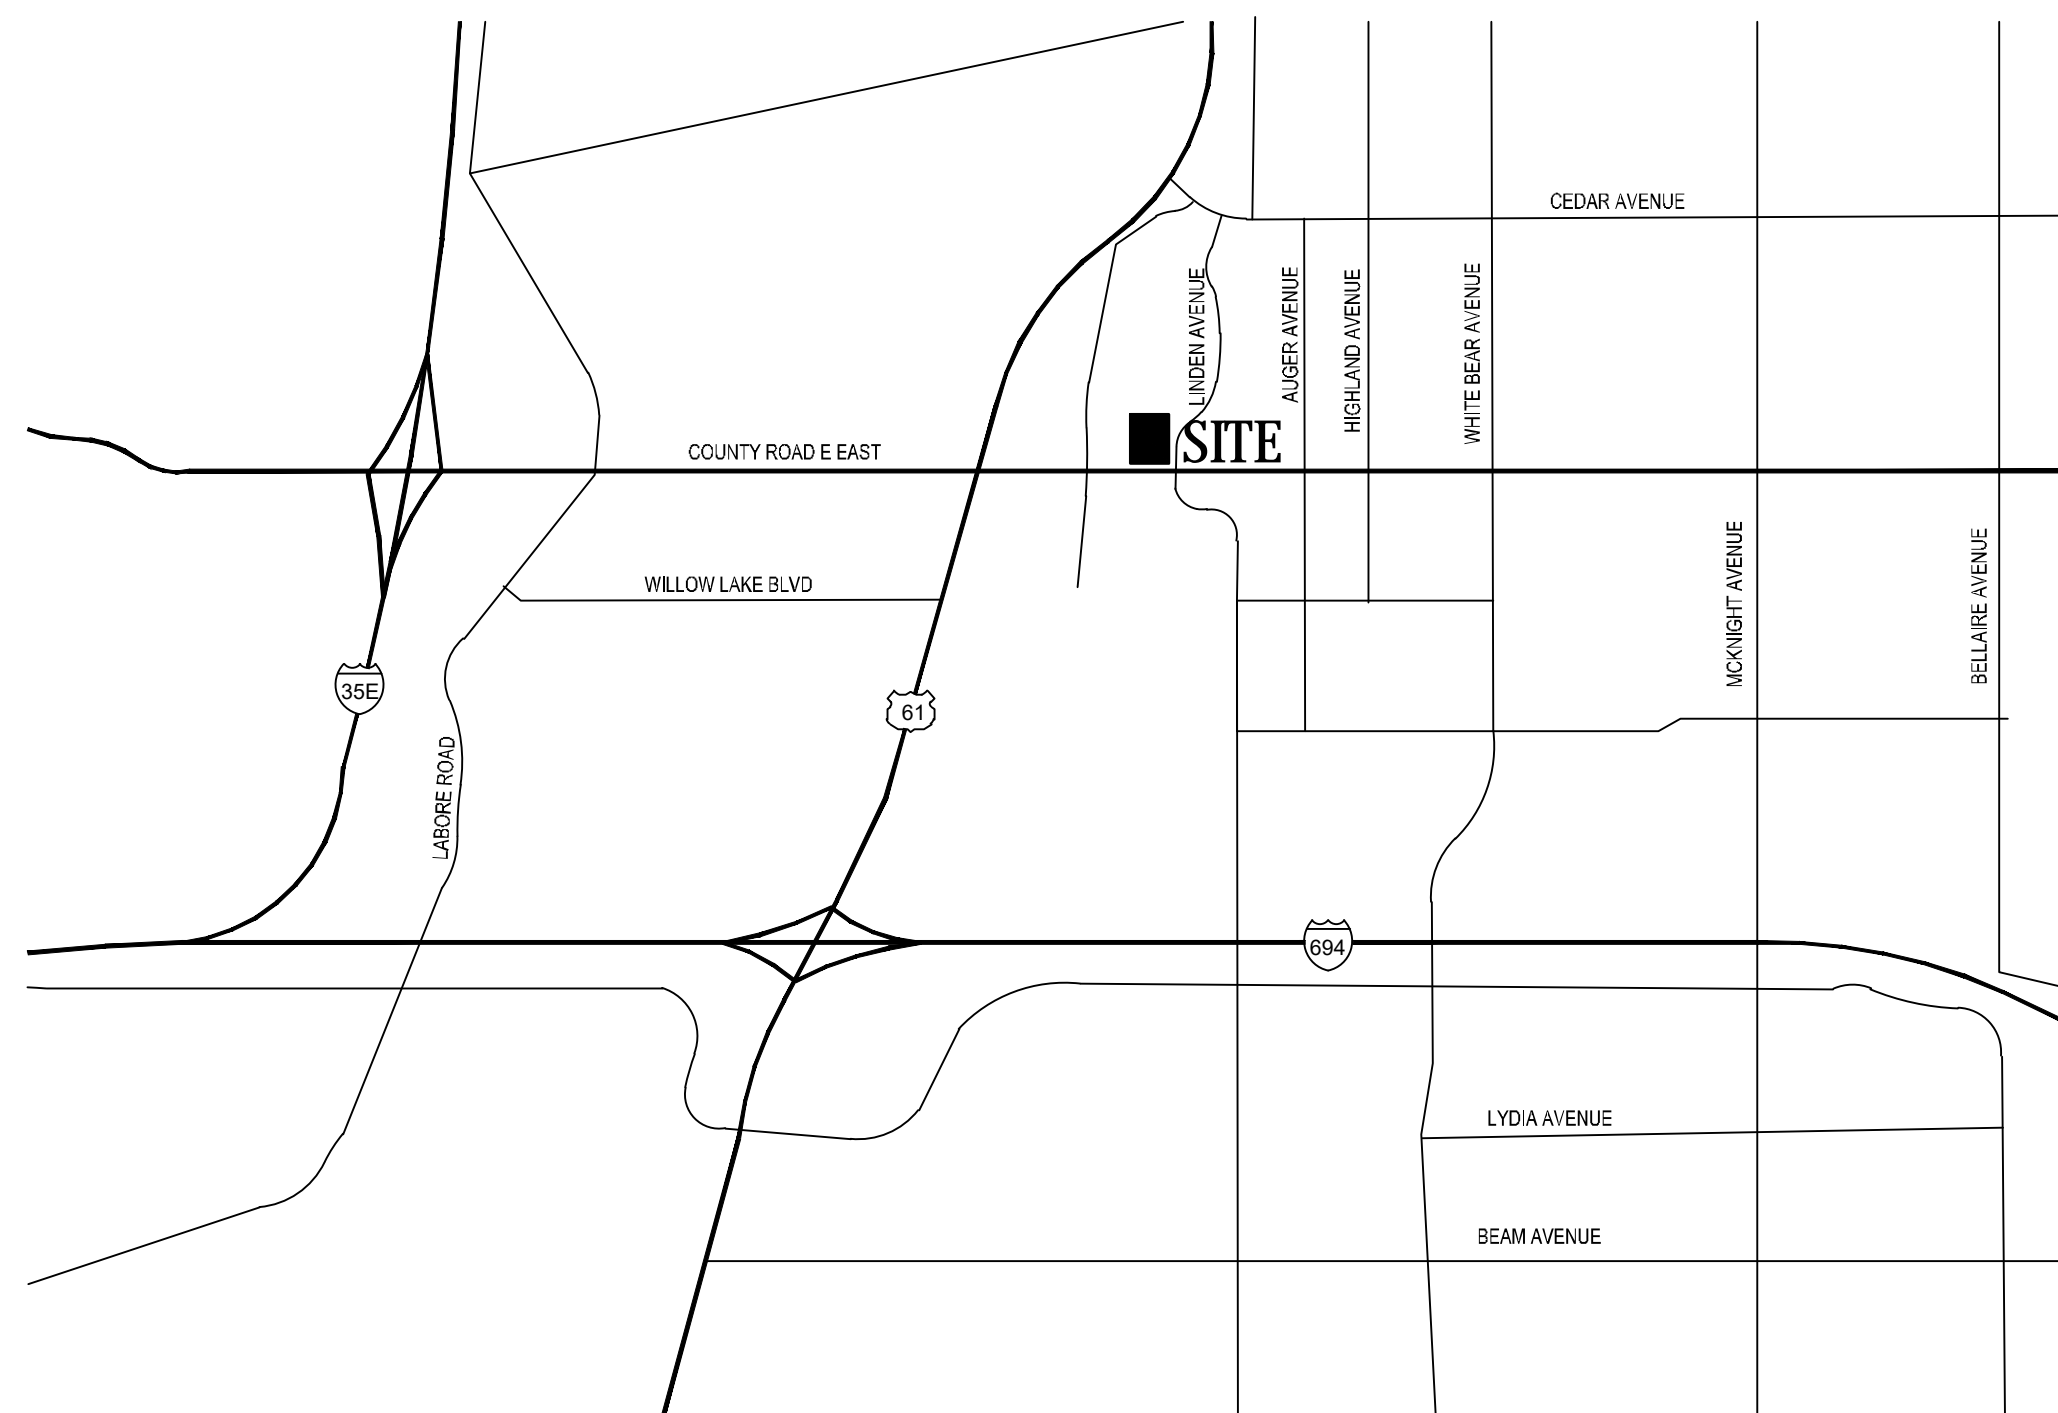 CEDAR AVENUE
LINDEN AVENUE
AUGER AVENUE
HIGHLAND AVENUE
WHITE BEAR AVENUE
SITE
COUNTY ROAD E EAST
MCKNIGHT AVENUE
BELLAIRE AVENUE
WILLOW LAKE BLVD
35E
61
LABORE ROAD
694
LYDIA AVENUE
BEAM AVENUE